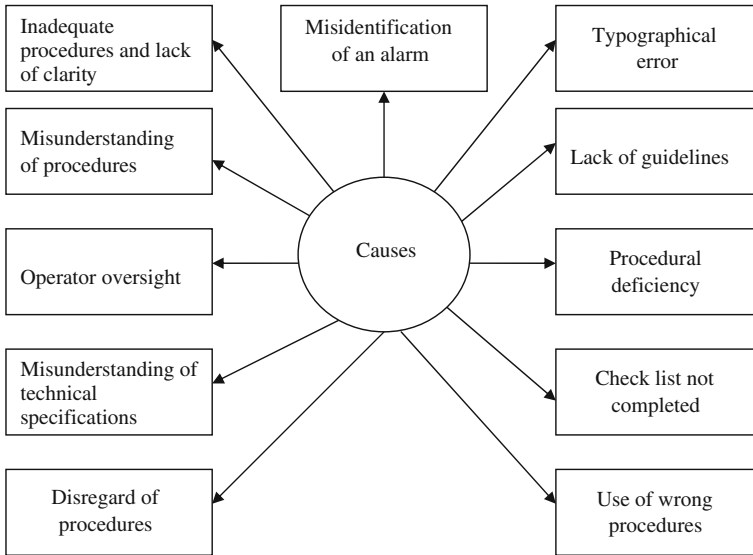 Inadequate
procedures and lack
of clarity
Misidentification
of an alarm
Typographical
error
Misunderstanding
of procedures
Lack of guidelines
Causes
Operator oversight
Procedural
deficiency
Misunderstanding of
technical
specifications
Check list not
completed
Disregard of
procedures
Use of wrong
procedures